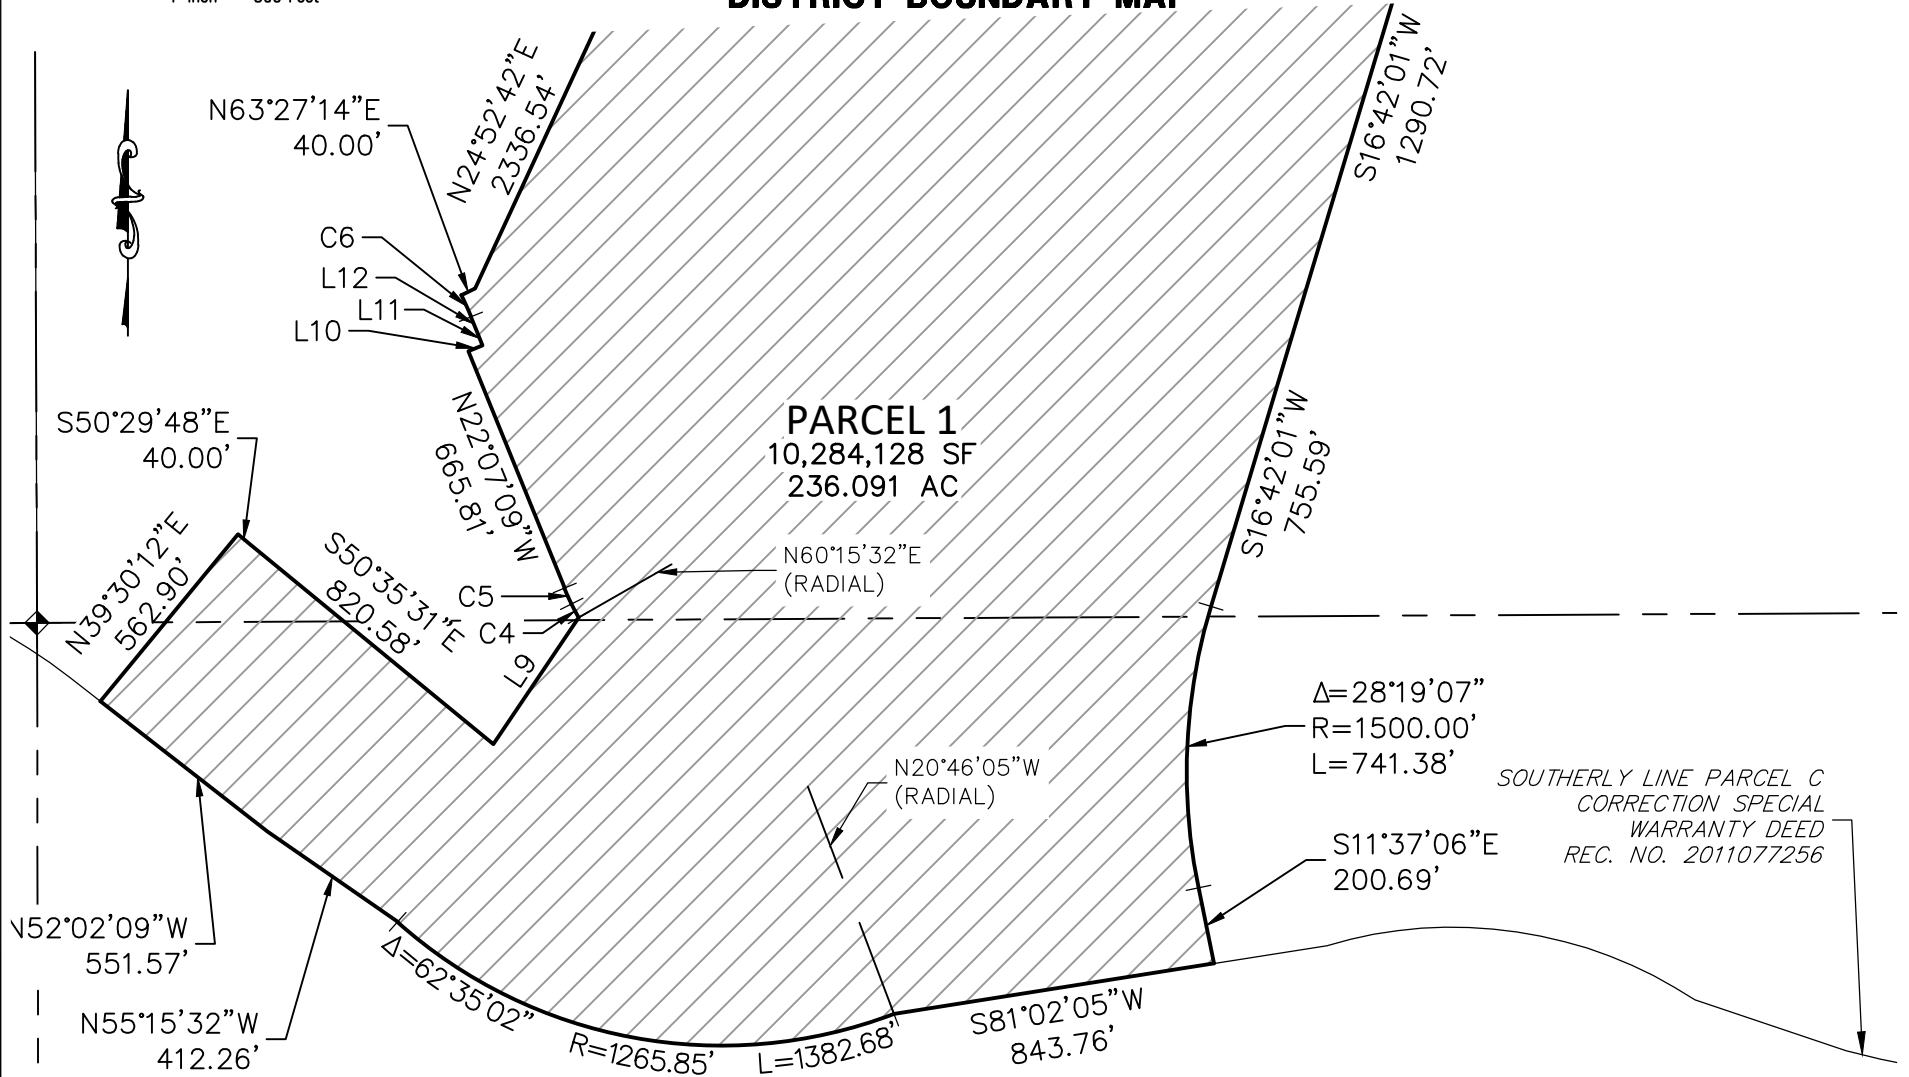 DISTRICT BOUNDARY MAP
N63°27'14"E
40.00'
N24°52'42"E
2336.54'
S16°42'01"W
1290.72'
C6
L12
L11
L10
S50°29'48"E
40.00'
N22°07'09"W
665.81'
PARCEL 1
10,284,128 SF
236.091 AC
S16°42'01"W
755.59'
N39°30'12"E
562.90'
S50°35'31"E
820.58'
C5
C4
L9
N60°15'32"E
(RADIAL)
Δ=28°19'07"
R=1500.00'
L=741.38'
N20°46'05"W
(RADIAL)
SOUTHERLY LINE PARCEL C
CORRECTION SPECIAL
WARRANTY DEED
REC. NO. 2011077256
S11°37'06"E
200.69'
N52°02'09"W
551.57'
N55°15'32"W
412.26'
Δ=62°35'02"
R=1265.85'
L=1382.68'
S81°02'05"W
843.76'